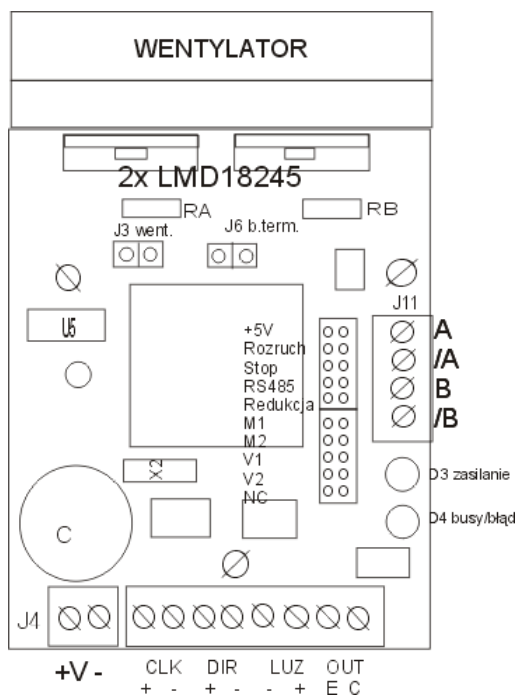 WENTYLATOR
2x LMD18245
RA
RB
J3 went.
J6 b.term.
J11
U5
+5V
Rozruch
Stop
RS485
Redukcja
M1
M2
V1
V2
NC
A
/A
B
/B
X2
D3 zasilanie
D4 busy/błąd
C
J4
+V -
CLK DIR LUZ OUT
+ - + - - + E C